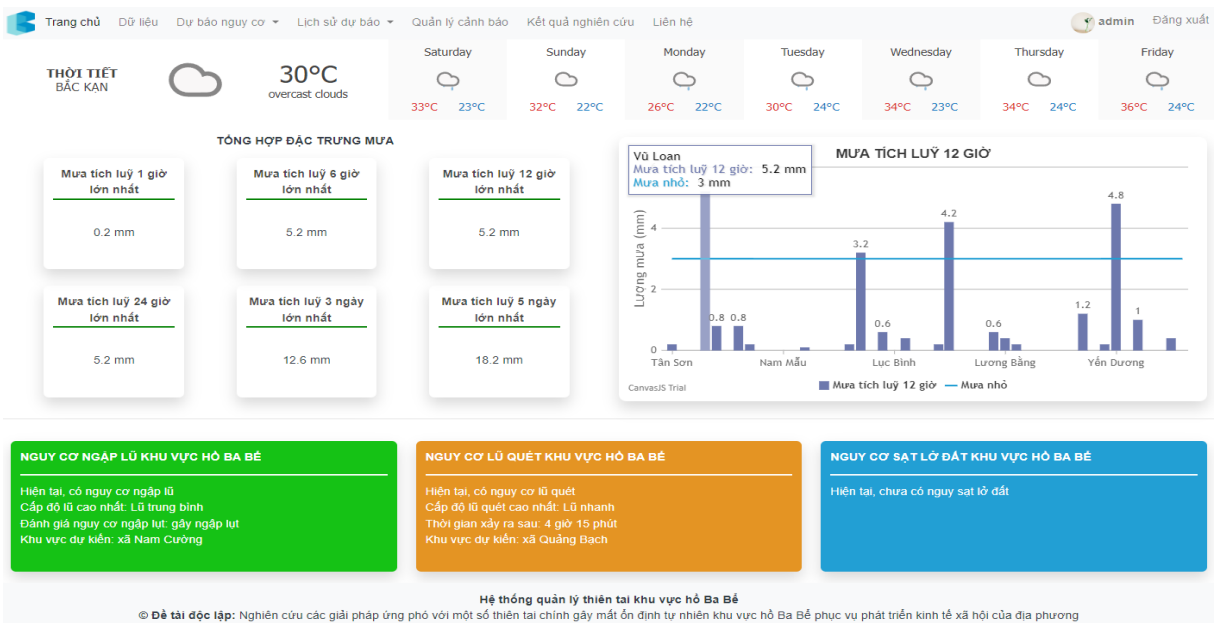 Trang chủ Dữ liệu Dự báo nguy cơ Lịch sử dự báo Quản lý cảnh báo Kết quả nghiên cứu Liên hệ admin Đăng xuất
THỜI TIẾT
BẮC KẠN
30°C
overcast clouds
Saturday Sunday Monday Tuesday Wednesday Thursday Friday
33°C 23°C 32°C 22°C 26°C 22°C 30°C 24°C 34°C 23°C 34°C 24°C 36°C 24°C
TỔNG HỢP ĐẶC TRƯNG MƯA
Mưa tích luỹ 1 giờ
lớn nhất
0.2 mm
Mưa tích luỹ 6 giờ
lớn nhất
5.2 mm
Mưa tích luỹ 12 giờ
lớn nhất
5.2 mm
Mưa tích luỹ 24 giờ
lớn nhất
5.2 mm
Mưa tích luỹ 3 ngày
lớn nhất
12.6 mm
Mưa tích luỹ 5 ngày
lớn nhất
18.2 mm
MƯA TÍCH LUỸ 12 GIỜ
Vũ Loan
Mưa tích luỹ 12 giờ: 5.2 mm
Mưa nhỏ: 3 mm
Lượng mưa (mm)
4
2
0
0.8 0.8 3.2 0.6 4.2 0.6 1.2 4.8 1
Tân Sơn Nam Mẫu Lục Bình Lương Bằng Yến Dương
CanvasJS Trial
Mưa tích luỹ 12 giờ Mưa nhỏ
NGUY CƠ NGẬP LŨ KHU VỰC HỒ BA BỂ
Hiện tại, có nguy cơ ngập lũ
Cấp độ lũ cao nhất: Lũ trung bình
Đánh giá nguy cơ ngập lụt: gây ngập lụt
Khu vực dự kiến: xã Nam Cường
NGUY CƠ LŨ QUÉT KHU VỰC HỒ BA BỂ
Hiện tại, có nguy cơ lũ quét
Cấp độ lũ quét cao nhất: Lũ nhanh
Thời gian xảy ra sau: 4 giờ 15 phút
Khu vực dự kiến: xã Quảng Bạch
NGUY CƠ SẠT LỞ ĐẤT KHU VỰC HỒ BA BỂ
Hiện tại, chưa có nguy sạt lở đất
Hệ thống quản lý thiên tai khu vực hồ Ba Bể
© Đề tài độc lập: Nghiên cứu các giải pháp ứng phó với một số thiên tai chính gây mất ổn định tự nhiên khu vực hồ Ba Bể phục vụ phát triển kinh tế xã hội của địa phương